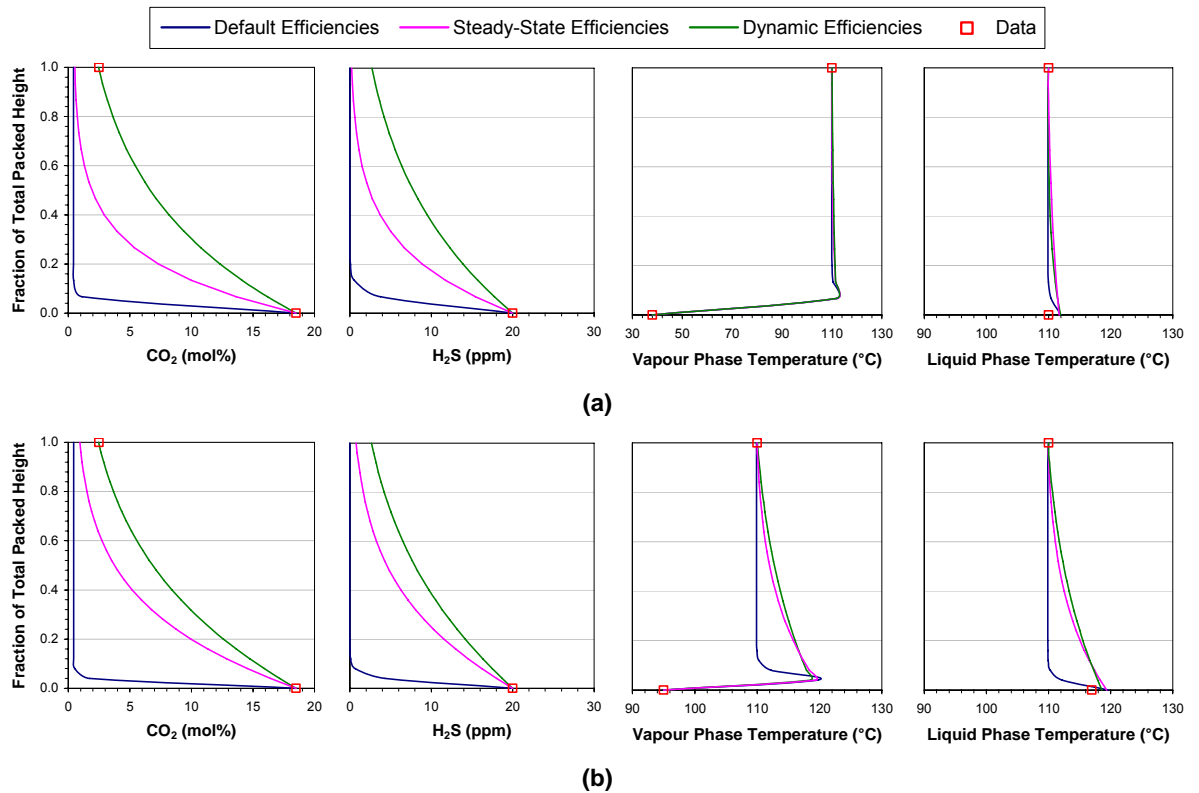 Default Efficiencies Steady-State Efficiencies Dynamic Efficiencies Data
Fraction of Total Packed Height
1.0
0.8
0.6
0.4
0.2
0.0
0 5 10 15 20
CO₂ (mol%)
0 10 20 30
H₂S (ppm)
30 50 70 90 110 130
Vapour Phase Temperature (°C)
90 100 110 120 130
Liquid Phase Temperature (°C)
(a)
Fraction of Total Packed Height
1.0
0.8
0.6
0.4
0.2
0.0
0 5 10 15 20
CO₂ (mol%)
0 10 20 30
H₂S (ppm)
90 100 110 120 130
Vapour Phase Temperature (°C)
90 100 110 120 130
Liquid Phase Temperature (°C)
(b)